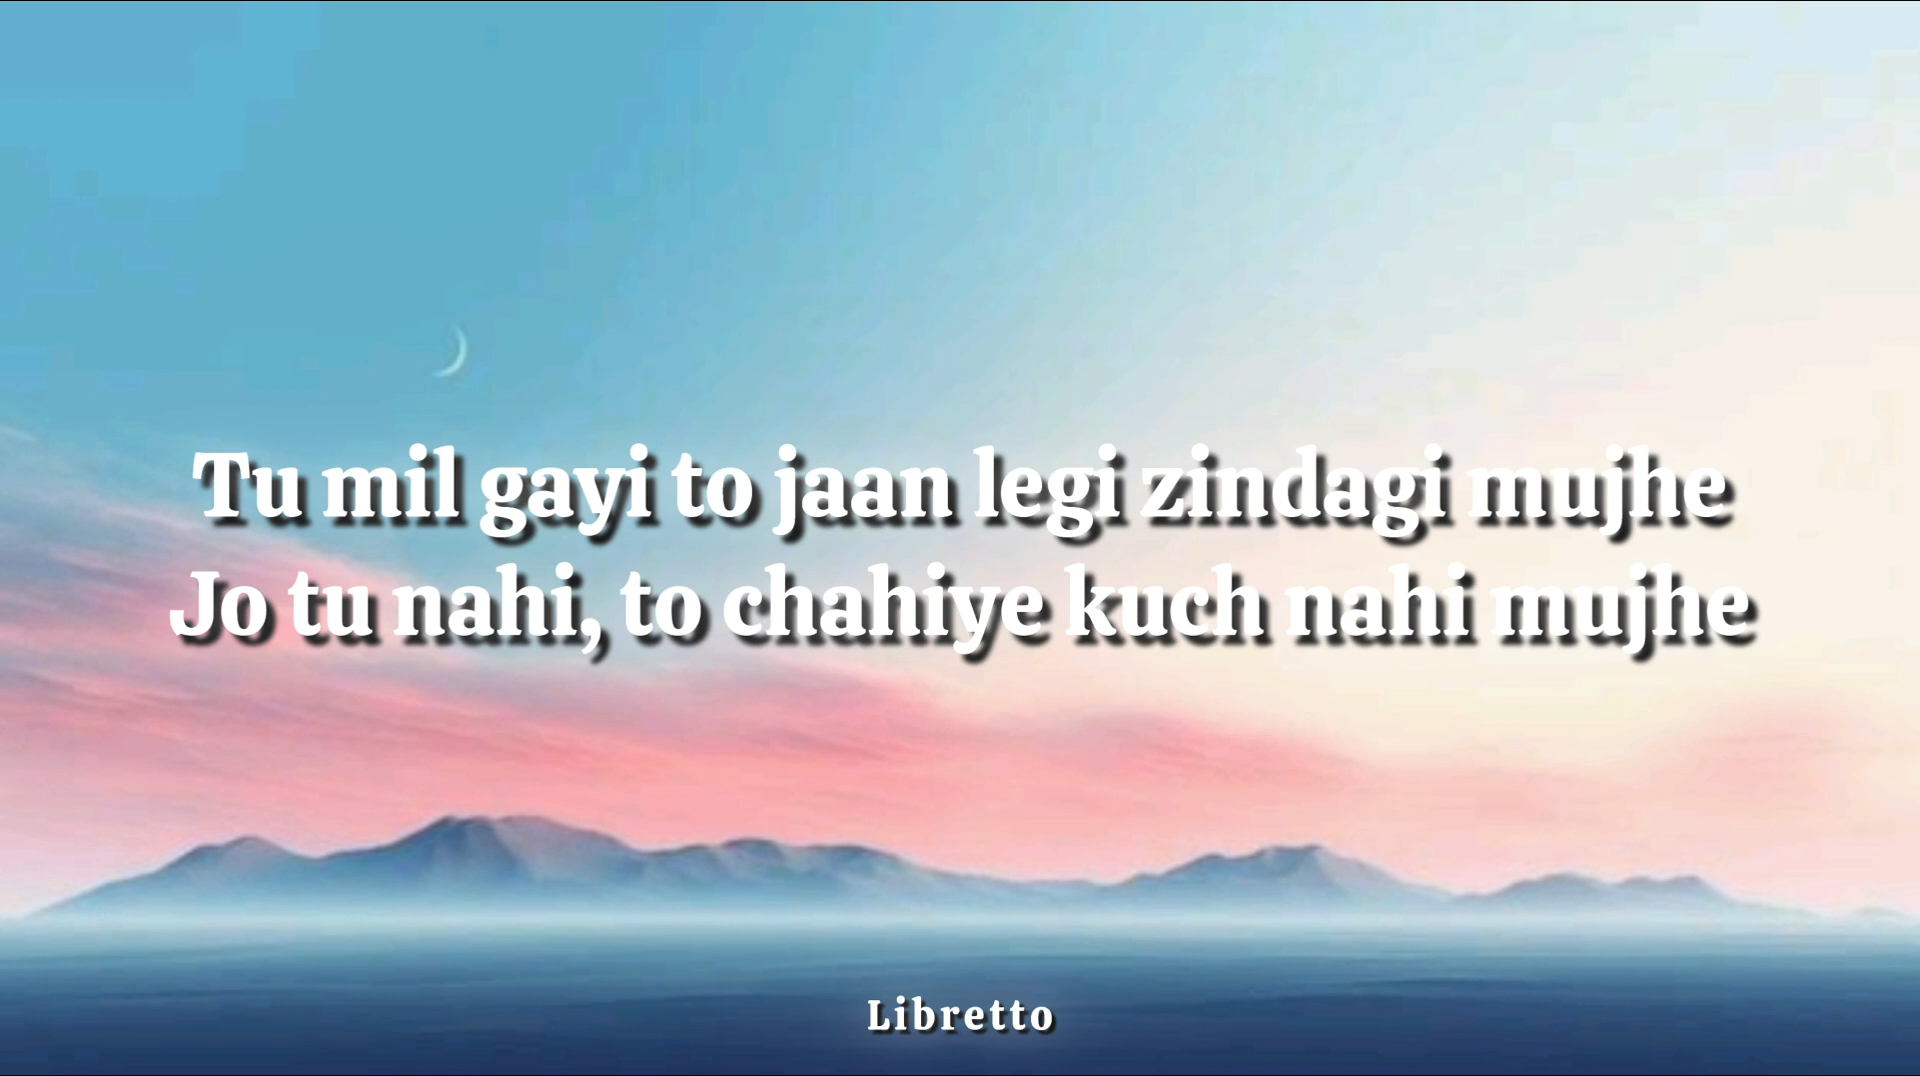 Tu mil gayi to jaan legi zindagi mujhe
Jo tu nahi, to chahiye kuch nahi mujhe
Libretto